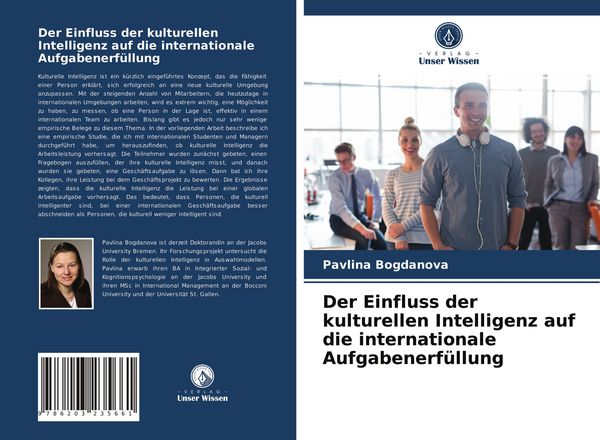 Der Einfluss der kulturellen
Intelligenz auf die internationale
Aufgabenerfüllung
Kulturelle Intelligenz ist ein kürzlich eingeführtes Konzept, das die Fähigkeit
einer Person erklärt, sich erfolgreich an eine neue kulturelle Umgebung
anzupassen. Mit der steigenden Anzahl von Mitarbeitern, die heutzutage in
internationalen Umgebungen arbeiten, wird es extrem wichtig, eine Möglichkeit
zu haben, zu messen, ob eine Person in der Lage ist, effektiv in einem
internationalen Team zu arbeiten. Bislang gibt es jedoch nur sehr wenige
empirische Belege zu diesem Thema. In der vorliegenden Arbeit beschreibe ich
eine empirische Studie, die ich mit internationalen Studenten und Managern
durchgeführt habe, um herauszufinden, ob kulturelle Intelligenz die
Arbeitsleistung vorhersagt. Die Teilnehmer wurden zunächst gebeten, einen
Fragebogen auszufüllen, der ihre kulturelle Intelligenz misst, und danach
wurden sie gebeten, eine Geschäftsaufgabe zu lösen. Dann bat ich ihre
Kollegen, ihre Leistung bei dem Geschäftsprojekt zu bewerten. Die Ergebnisse
zeigten, dass die kulturelle Intelligenz die Leistung bei einer globalen
Arbeitsaufgabe vorhersagt. Das bedeutet, dass Personen, die kulturell
intelligenter sind, bei einer internationalen Geschäftsaufgabe besser
abschneiden als Personen, die kulturell weniger intelligent sind.
Pavlina Bogdanova ist derzeit Doktorandin an der Jacobs
University Bremen. Ihr Forschungsprojekt untersucht die
Rolle der kulturellen Intelligenz in Auswahlmodellen.
Pavlina erwarb ihren BA in Integrierter Sozial- und
Kognitionspsychologie an der Jacobs University und
ihren MSc in International Management an der Bocconi
University und der Universität St. Gallen.
9 786203 235661
VERLAG
Unser Wissen
VERLAG
Unser Wissen
Pavlina Bogdanova
Der Einfluss der
kulturellen Intelligenz auf
die internationale
Aufgabenerfüllung